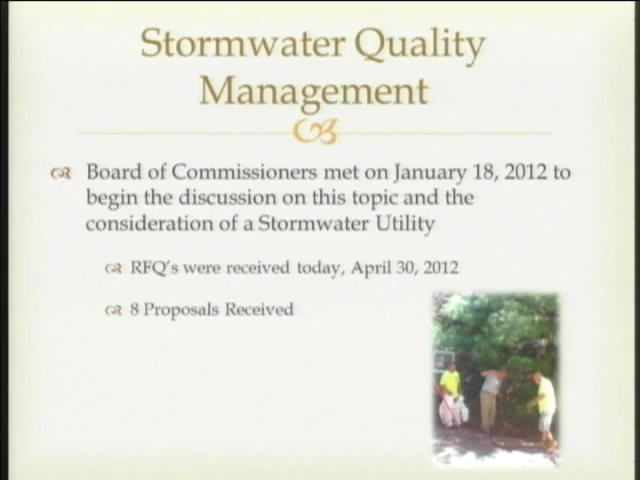 Stormwater Quality
Management
Board of Commissioners met on January 18, 2012 to
begin the discussion on this topic and the
consideration of a Stormwater Utility
RFQ's were received today, April 30, 2012
8 Proposals Received